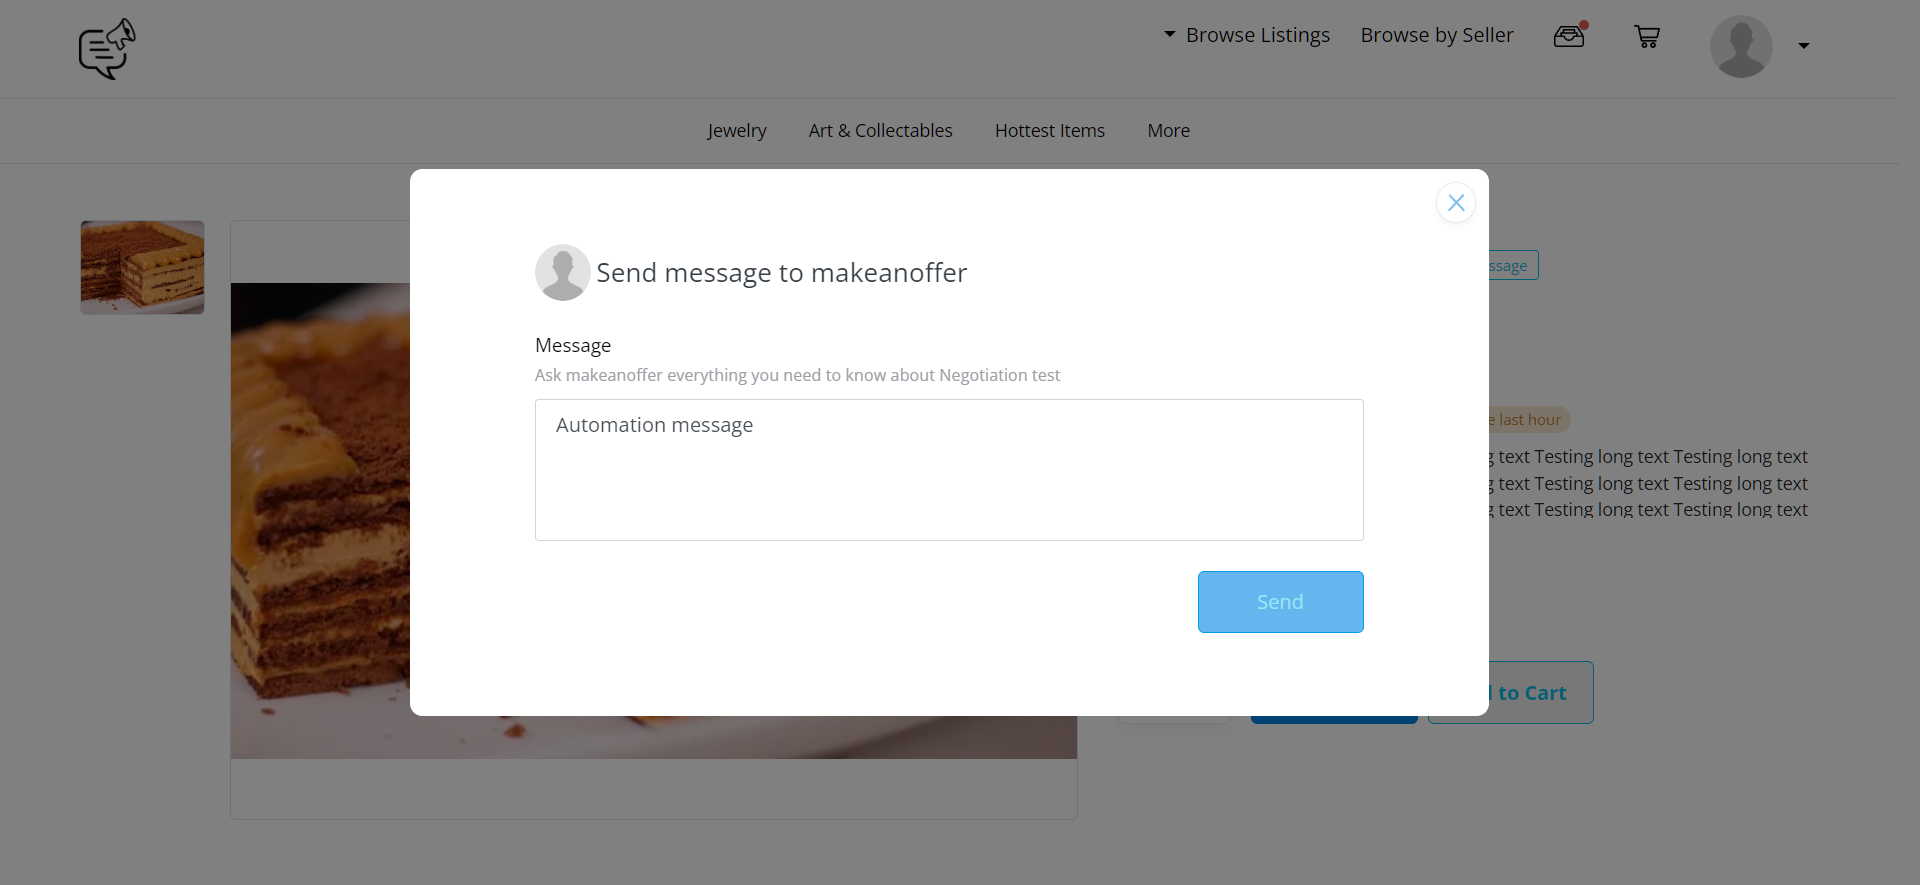 Browse Listings Browse by Seller
Jewelry Art & Collectables Hottest Items More
Send message to makeanoffer
Message
Ask makeanoffer everything you need to know about Negotiation test
Automation message
Send
last hour
text Testing long text Testing long text
text Testing long text Testing long text
text Testing long text Testing long text
to Cart